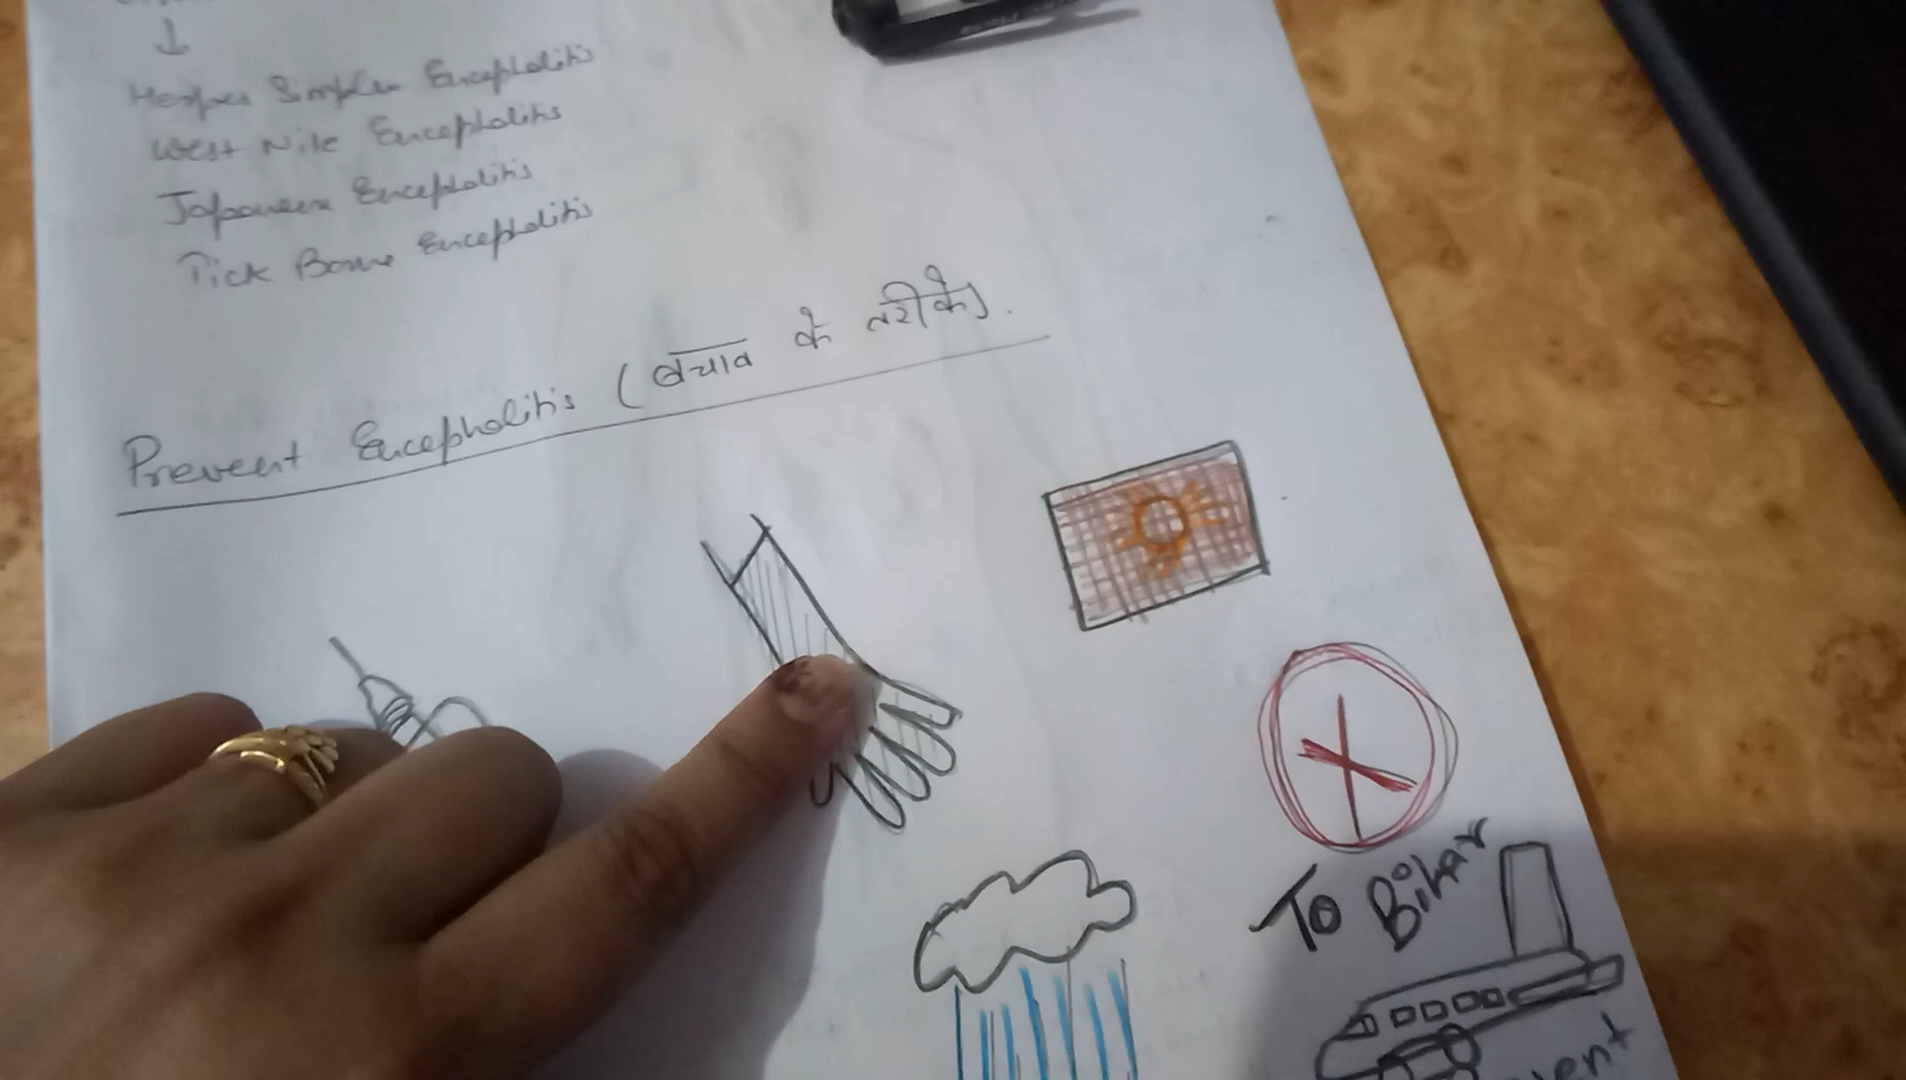 Herpes Simplex Encephalitis
West Nile Encephalitis
Japanese Encephalitis
Tick Borne Encephalitis
Prevent Encephalitis (बचाव के तरीके).
To Bihar